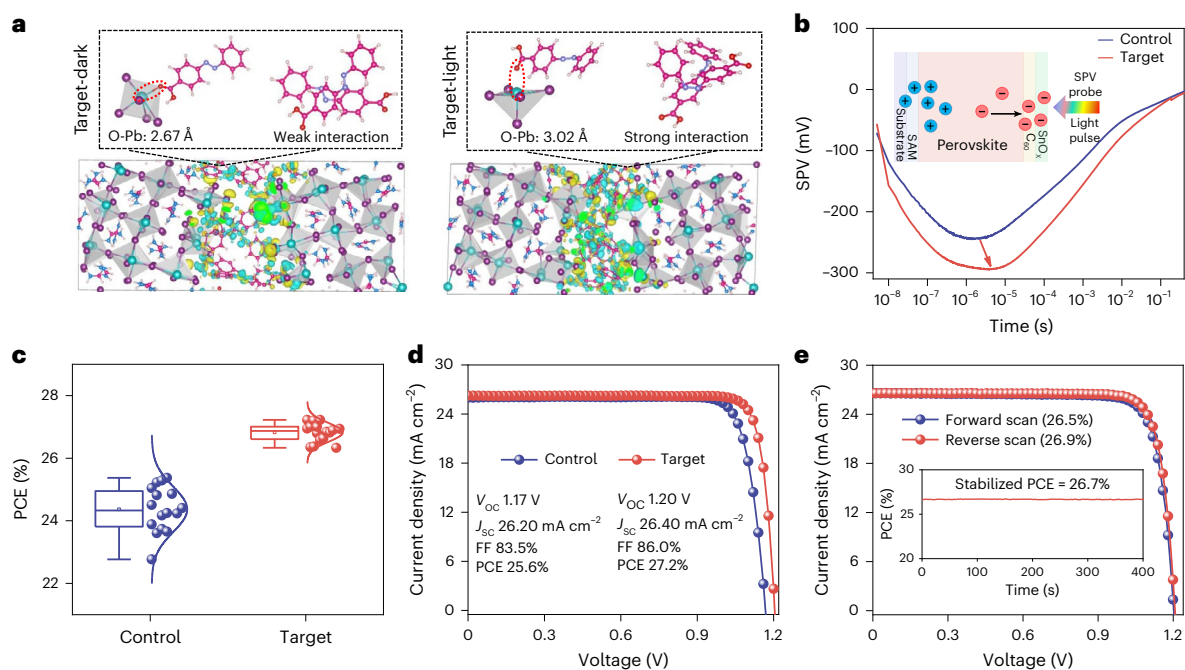 a
Target-dark
O-Pb: 2.67 Å
Weak interaction
Target-light
O-Pb: 3.02 Å
Strong interaction
b
SPV (mV)
100
0
−100
−200
−300
Control
Target
Substrate
SAM
Perovskite
C₆₀
SnOₓ
SPV
probe
Light
pulse
10⁻⁸ 10⁻⁷ 10⁻⁶ 10⁻⁵ 10⁻⁴ 10⁻³ 10⁻² 10⁻¹
Time (s)
c
PCE (%)
28
26
24
22
Control Target
d
Current density (mA cm⁻²)
30
24
18
12
6
0
Control Target
V_OC 1.17 V
J_SC 26.20 mA cm⁻²
FF 83.5%
PCE 25.6%
V_OC 1.20 V
J_SC 26.40 mA cm⁻²
FF 86.0%
PCE 27.2%
0 0.3 0.6 0.9 1.2
Voltage (V)
e
Current density (mA cm⁻²)
30
24
18
12
6
0
Forward scan (26.5%)
Reverse scan (26.9%)
PCE (%)
30
20
Stabilized PCE = 26.7%
0 100 200 300 400
Time (s)
0 0.3 0.6 0.9 1.2
Voltage (V)